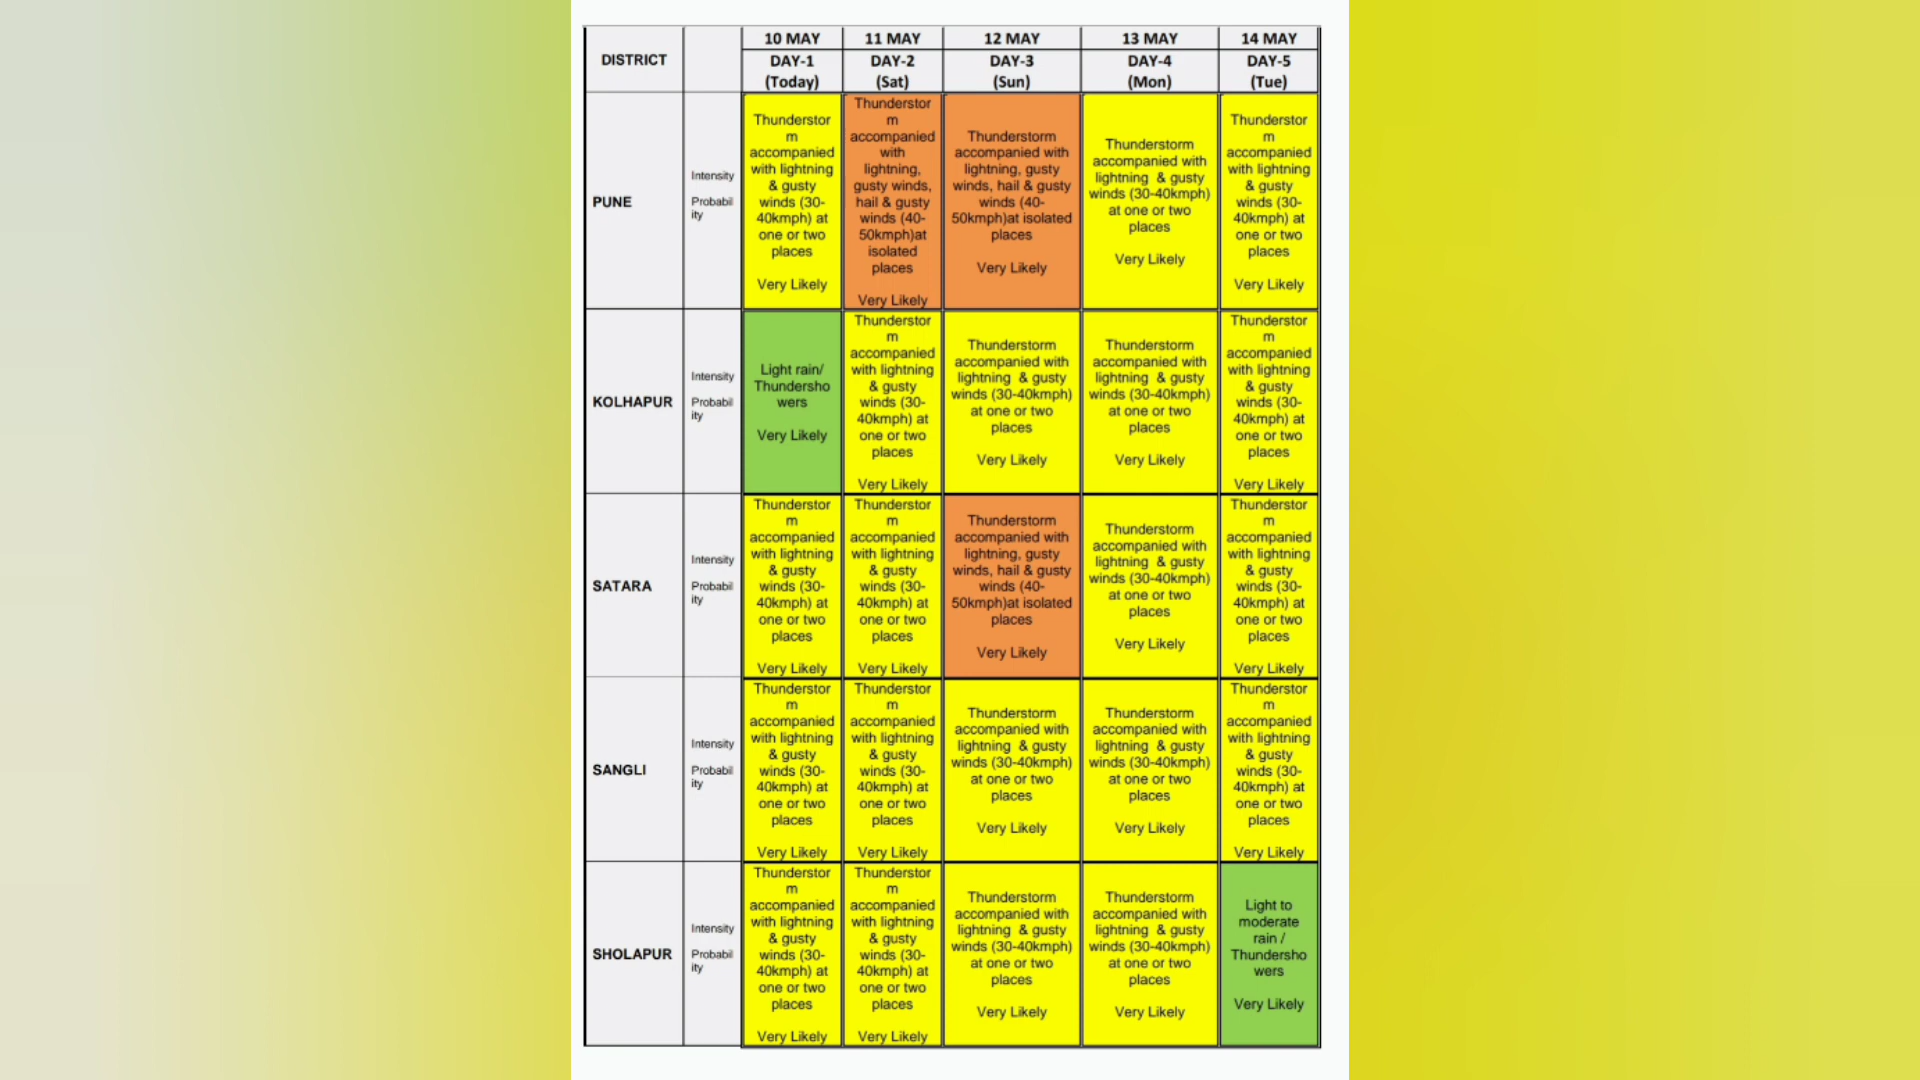 DISTRICT
10 MAY
11 MAY
12 MAY
13 MAY
14 MAY
DAY-1
(Today)
DAY-2
(Sat)
DAY-3
(Sun)
DAY-4
(Mon)
DAY-5
(Tue)
PUNE
Intensity
Probabil
ity
Thunderstor
m
accompanied
with lightning
& gusty
winds (30-
40kmph) at
one or two
places
Very Likely
Thunderstor
m
accompanied
with
lightning,
gusty winds,
hail & gusty
winds (40-
50kmph)at
isolated
places
Very Likely
Thunderstorm
accompanied with
lightning, gusty
winds, hail & gusty
winds (40-
50kmph)at isolated
places
Very Likely
Thunderstorm
accompanied with
lightning & gusty
winds (30-40kmph)
at one or two
places
Very Likely
Thunderstor
m
accompanied
with lightning
& gusty
winds (30-
40kmph) at
one or two
places
Very Likely
KOLHAPUR
Intensity
Probabil
ity
Light rain/
Thundersho
wers
Very Likely
Thunderstor
m
accompanied
with lightning
& gusty
winds (30-
40kmph) at
one or two
places
Very Likely
Thunderstorm
accompanied with
lightning & gusty
winds (30-40kmph)
at one or two
places
Very Likely
Thunderstorm
accompanied with
lightning & gusty
winds (30-40kmph)
at one or two
places
Very Likely
Thunderstor
m
accompanied
with lightning
& gusty
winds (30-
40kmph) at
one or two
places
Very Likely
SATARA
Intensity
Probabil
ity
Thunderstor
m
accompanied
with lightning
& gusty
winds (30-
40kmph) at
one or two
places
Very Likely
Thunderstor
m
accompanied
with lightning
& gusty
winds (30-
40kmph) at
one or two
places
Very Likely
Thunderstorm
accompanied with
lightning, gusty
winds, hail & gusty
winds (40-
50kmph)at isolated
places
Very Likely
Thunderstorm
accompanied with
lightning & gusty
winds (30-40kmph)
at one or two
places
Very Likely
Thunderstor
m
accompanied
with lightning
& gusty
winds (30-
40kmph) at
one or two
places
Very Likely
SANGLI
Intensity
Probabil
ity
Thunderstor
m
accompanied
with lightning
& gusty
winds (30-
40kmph) at
one or two
places
Very Likely
Thunderstor
m
accompanied
with lightning
& gusty
winds (30-
40kmph) at
one or two
places
Very Likely
Thunderstorm
accompanied with
lightning & gusty
winds (30-40kmph)
at one or two
places
Very Likely
Thunderstorm
accompanied with
lightning & gusty
winds (30-40kmph)
at one or two
places
Very Likely
Thunderstor
m
accompanied
with lightning
& gusty
winds (30-
40kmph) at
one or two
places
Very Likely
SHOLAPUR
Intensity
Probabil
ity
Thunderstor
m
accompanied
with lightning
& gusty
winds (30-
40kmph) at
one or two
places
Very Likely
Thunderstor
m
accompanied
with lightning
& gusty
winds (30-
40kmph) at
one or two
places
Very Likely
Thunderstorm
accompanied with
lightning & gusty
winds (30-40kmph)
at one or two
places
Very Likely
Thunderstorm
accompanied with
lightning & gusty
winds (30-40kmph)
at one or two
places
Very Likely
Light to
moderate
rain /
Thundersho
wers
Very Likely